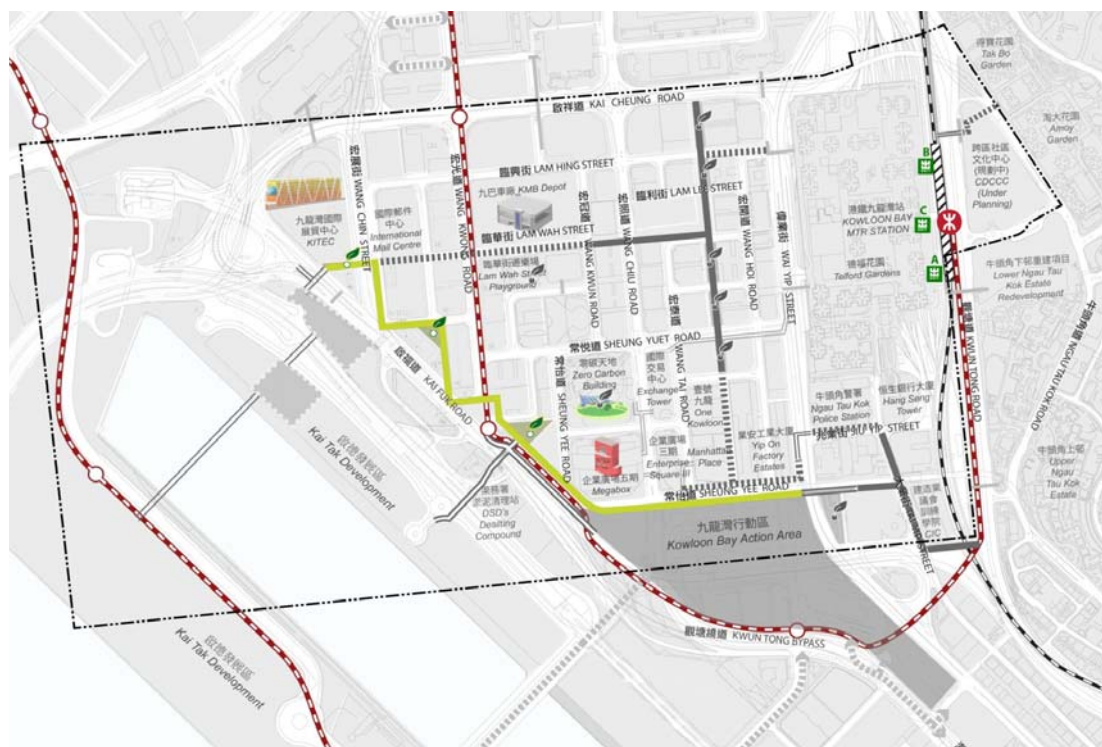 得寶花園
Tak Bo
Garden
啟祥道 KAI CHEUNG ROAD
淘大花園
Amoy
Garden
跨區社區
文化中心
(規劃中)
CDCCC
(Under
Planning)
臨興街 LAM HING STREET
九巴車廠 KMB Depot
臨利街 LAM LEE STREET
宏展街 WANG CHIN STREET
宏光道 WANG KWONG ROAD
宏冠道
WANG KWUN ROAD
宏照道
WANG CHIU ROAD
宏開道 WANG HOI ROAD
偉業街 WAI YIP STREET
九龍灣國際
展貿中心
KITEC
國際郵件
中心
International
Mail Centre
臨華街 LAM WAH STREET
臨華街遊樂場
Lam Wah Street
Playground
B
港鐵九龍灣站
KOWLOON BAY
MTR STATION
C
德福花園
Telford Gardens
A
牛頭角下邨重建項目
Lower Ngau Tau
Kok Estate
Redevelopment
觀塘道 KWUN TONG ROAD
牛頭角道 NGAU TAU KOK ROAD
宏泰道
WANG TAI ROAD
常悅道 SHEUNG YUET ROAD
啟福道 KAI FUK ROAD
常怡道 SHEUNG YEE ROAD
零碳天地
Zero Carbon
Building
國際
交易
中心
Exchange
Tower
壹號
九龍
One
Kowloon
牛頭角警署
Ngau Tau Kok
Police Station
恒生銀行大廈
Hang Seng
Tower
兆業街 SIU YIP STREET
業安工業大廈
Yip On
Factory
Estates
企業廣場
三期
Enterprise
Square III
Manhattan
Place
企業廣場五期
Megabox
常怡道 SHEUNG YEE ROAD
牛頭角上邨
Upper
Ngau
Tau Kok
Estate
建造業
議會
訓練
學院
CIC
啟德發展區
Kai Tak Development
渠務署
淤泥清理站
DSD's
Desilting
Compound
九龍灣行動區
Kowloon Bay Action Area
觀塘繞道 KWUN TONG BYPASS
啟德發展區
Kai Tak Development